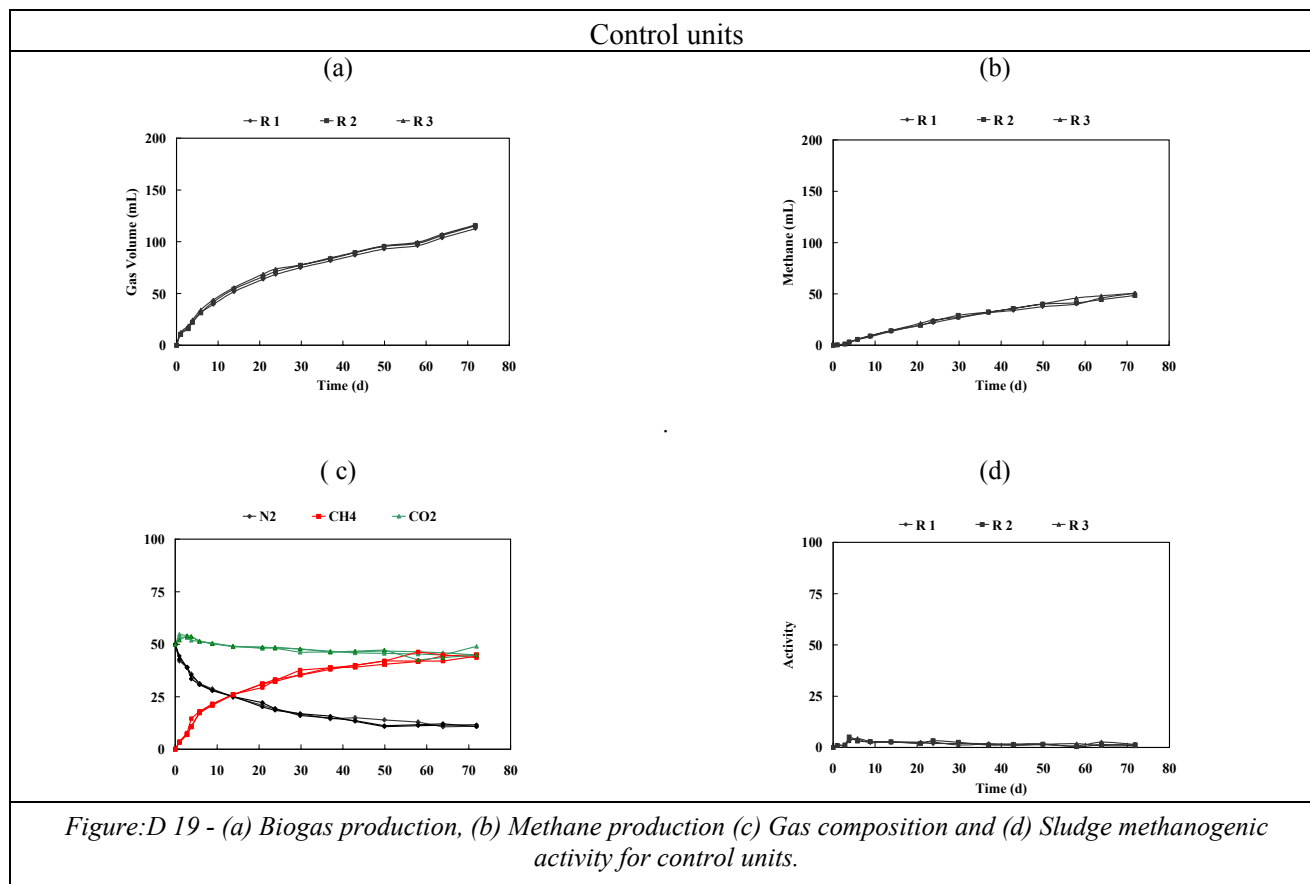 Control units
(a)
R 1 R 2 R 3
200
150
100
50
0
Gas Volume (mL)
0 10 20 30 40 50 60 70 80
Time (d)
(b)
R 1 R 2 R 3
200
150
100
50
0
Methane (mL)
0 10 20 30 40 50 60 70 80
Time (d)
.
( c)
N2 CH4 CO2
100
75
50
25
0
0 10 20 30 40 50 60 70 80
(d)
R 1 R 2 R 3
100
75
50
25
0
Activity
0 10 20 30 40 50 60 70 80
Time (d)
Figure:D 19 - (a) Biogas production, (b) Methane production (c) Gas composition and (d) Sludge methanogenic
activity for control units.